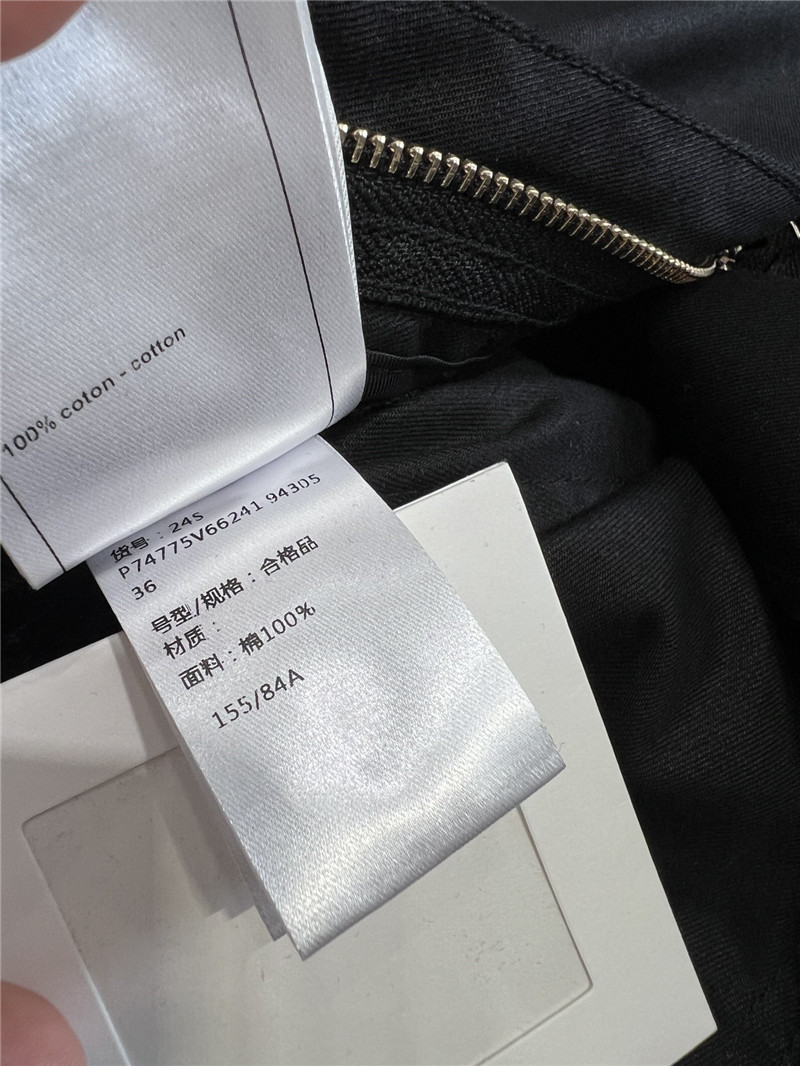 100% coton - cotton
货号：24S
P74775V66241 94305
36
号型/规格：合格品
材质：
面料：棉100%
155/84A